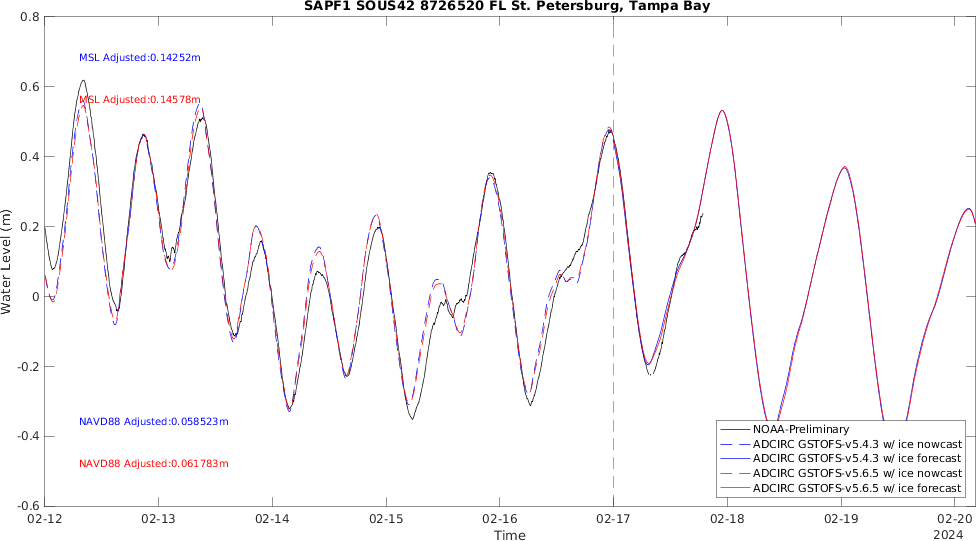 SAPF1 SOUS42 8726520 FL St. Petersburg, Tampa Bay
0.8
MSL Adjusted:0.14252m
0.6
MSL Adjusted:0.14578m
0.4
0.2
Water Level (m)
0
-0.2
NAVD88 Adjusted:0.058523m
-0.4
NAVD88 Adjusted:0.061783m
-0.6
NOAA-Preliminary
ADCIRC GSTOFS-v5.4.3 w/ ice nowcast
ADCIRC GSTOFS-v5.4.3 w/ ice forecast
ADCIRC GSTOFS-v5.6.5 w/ ice nowcast
ADCIRC GSTOFS-v5.6.5 w/ ice forecast
02-12 02-13 02-14 02-15 02-16 02-17 02-18 02-19 02-20
Time
2024